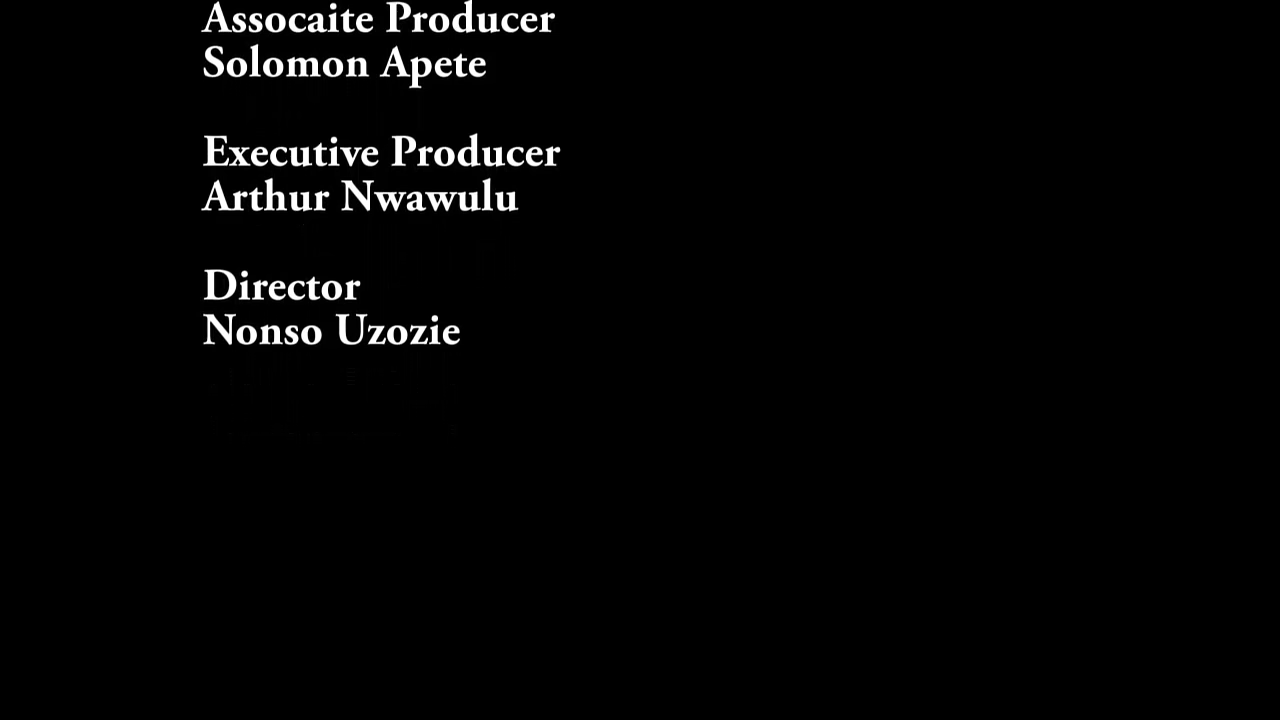 Assocaite Producer
Solomon Apete
Executive Producer
Arthur Nwawulu
Director
Nonso Uzozie